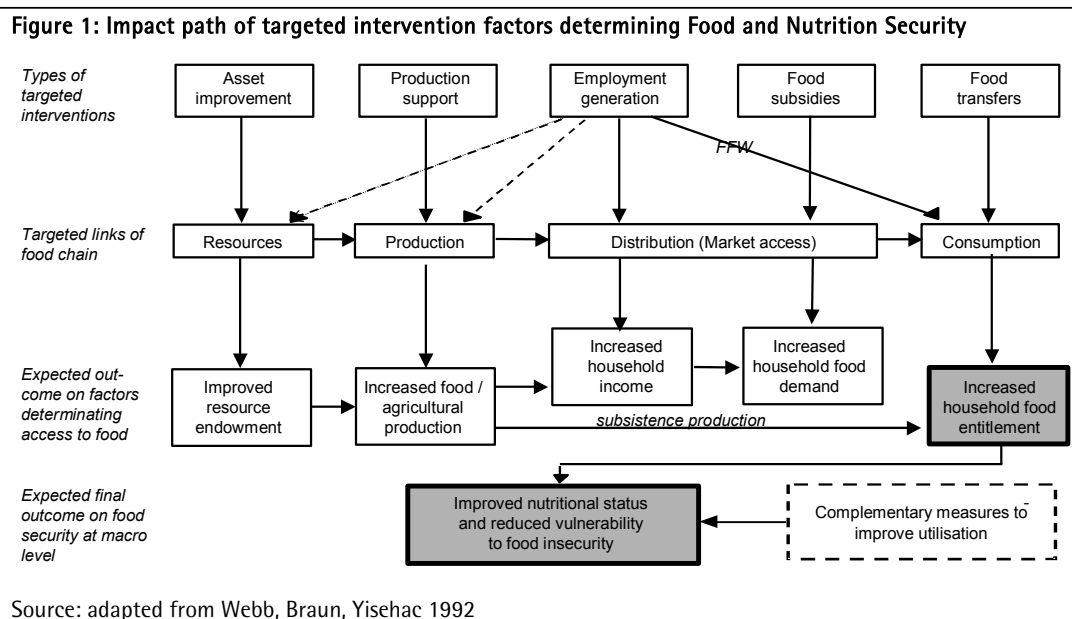 Figure 1: Impact path of targeted intervention factors determining Food and Nutrition Security
Types of
targeted
interventions
Asset
improvement
Production
support
Employment
generation
Food
subsidies
Food
transfers
FFW
Targeted links of
food chain
Resources
Production
Distribution (Market access)
Consumption
Expected out-
come on factors
determinating
access to food
Improved
resource
endowment
Increased food /
agricultural
production
Increased
household
income
Increased
household food
demand
Increased
household food
entitlement
subsistence production
Expected final
outcome on food
security at macro
level
Improved nutritional status
and reduced vulnerability
to food insecurity
Complementary measures to
improve utilisation
Source: adapted from Webb, Braun, Yisehac 1992